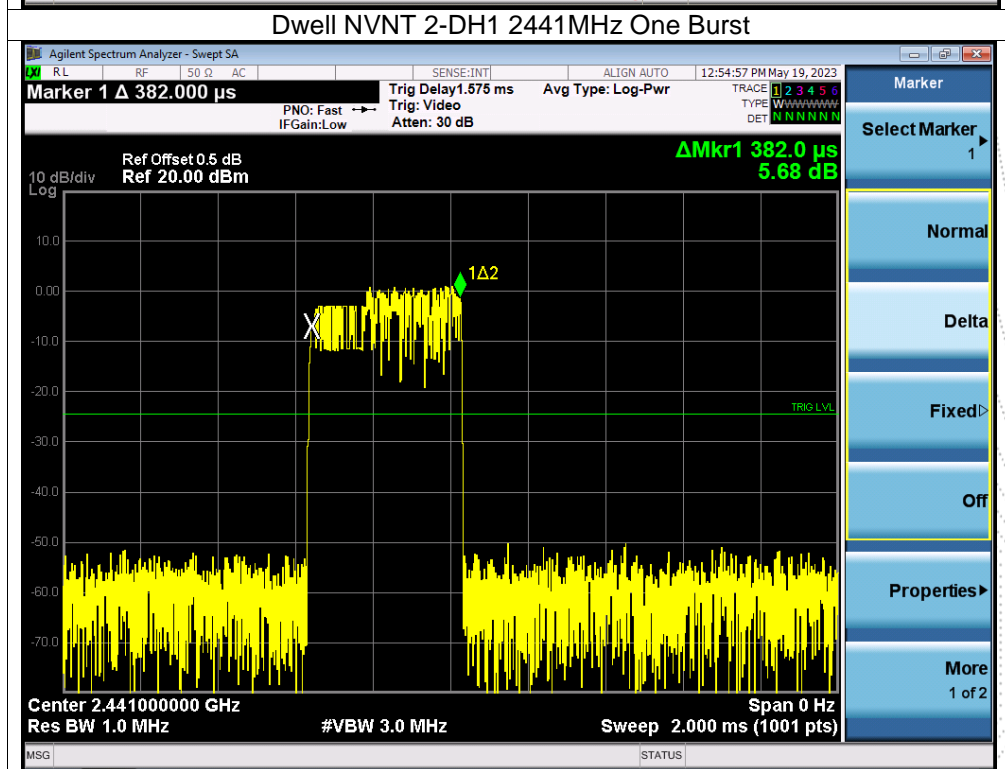 Dwell NVNT 2-DH1 2441MHz One Burst
Agilent Spectrum Analyzer - Swept SA
LXI RL RF 50 Ω AC SENSE:INT ALIGN AUTO 12:54:57 PM May 19, 2023
Marker 1 Δ 382.000 µs
PNO: Fast
IFGain:Low
Trig Delay1.575 ms
Trig: Video
Atten: 30 dB
Avg Type: Log-Pwr
TRACE 1 2 3 4 5 6
TYPE WWWWWW
DET N N N N N N
ΔMkr1 382.0 µs
5.68 dB
Ref Offset 0.5 dB
10 dB/div Ref 20.00 dBm
Log
10.0
0.00
-10.0
-20.0
-30.0
-40.0
-50.0
-60.0
-70.0
1Δ2
X
TRIG LVL
Center 2.441000000 GHz Span 0 Hz
Res BW 1.0 MHz #VBW 3.0 MHz Sweep 2.000 ms (1001 pts)
MSG STATUS
Marker
Select Marker
1
Normal
Delta
Fixed
Off
Properties
More
1 of 2